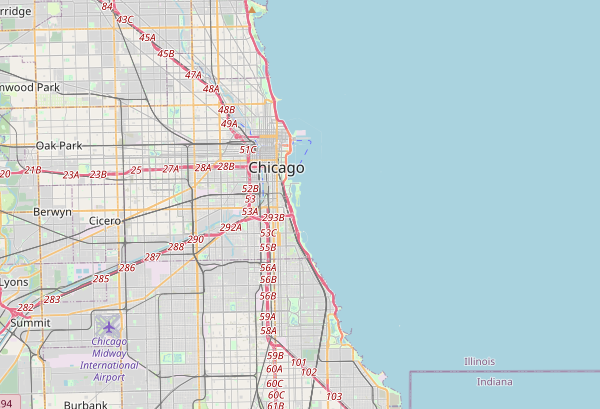 84
rridge
43C
45A
45B
47A
nwood Park
48A
48B
49A
Oak Park
51C
20
21B
23A
23B
25
27A
28A
28B
Chicago
52B
53
Berwyn
53A
293B
Cicero
292A
53C
290
288
55B
287
286
56A
285
56B
Lyons
283
56B
282
59A
Summit
58A
Chicago
Midway
International
Airport
59B
101
60A
102
Illinois
Indiana
60C
103
94
60C
Burbank
61B